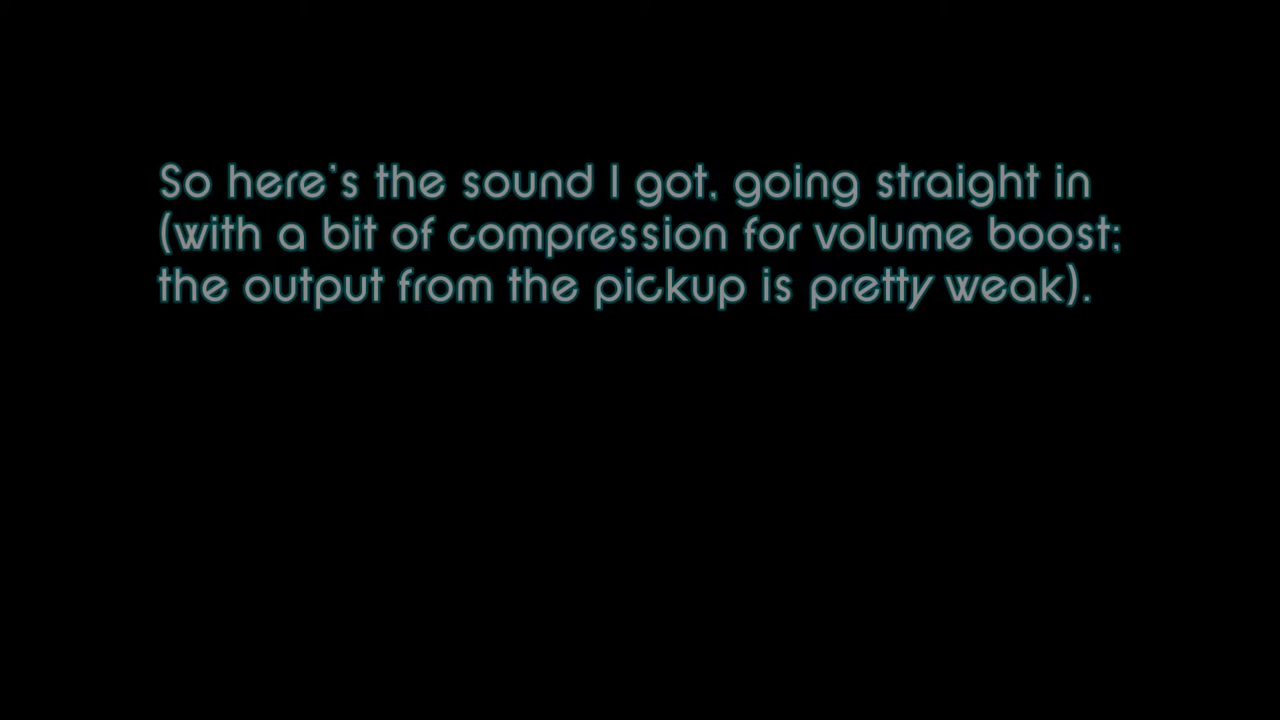 So here's the sound I got, going straight in
(with a bit of compression for volume boost;
the output from the pickup is pretty weak).